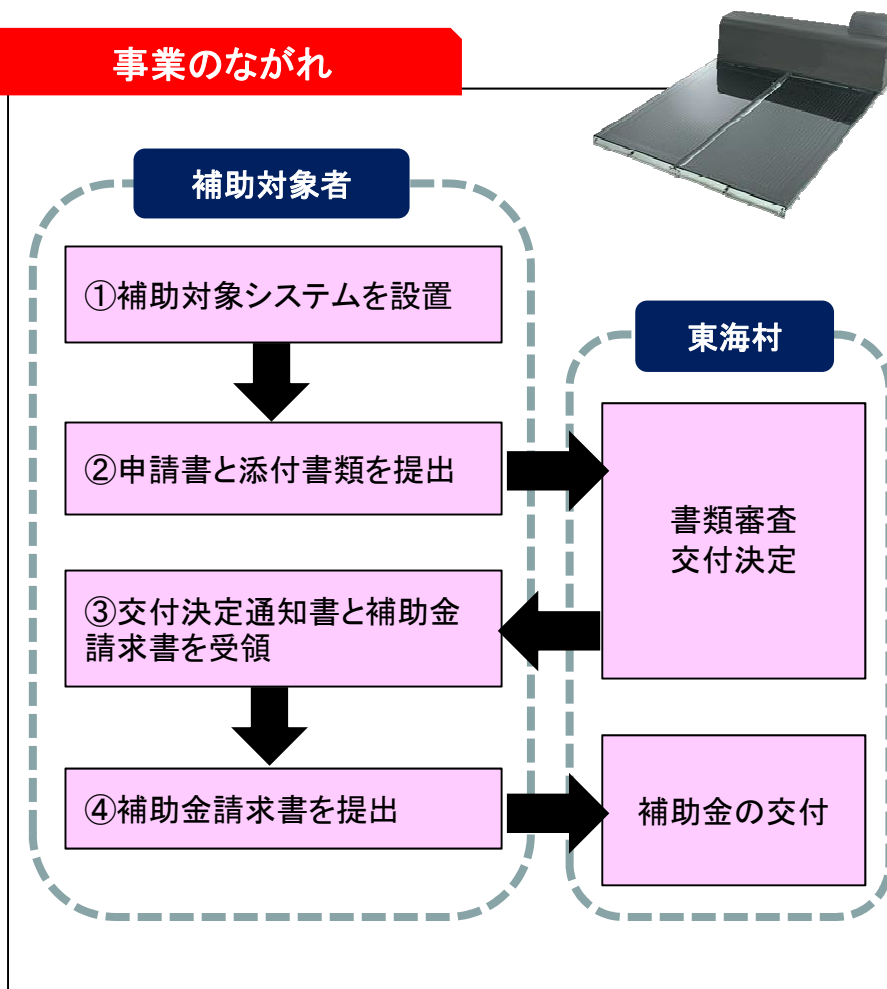 事業のながれ
補助対象者
①補助対象システムを設置
②申請書と添付書類を提出
③交付決定通知書と補助金
請求書を受領
④補助金請求書を提出
東海村
書類審査
交付決定
補助金の交付